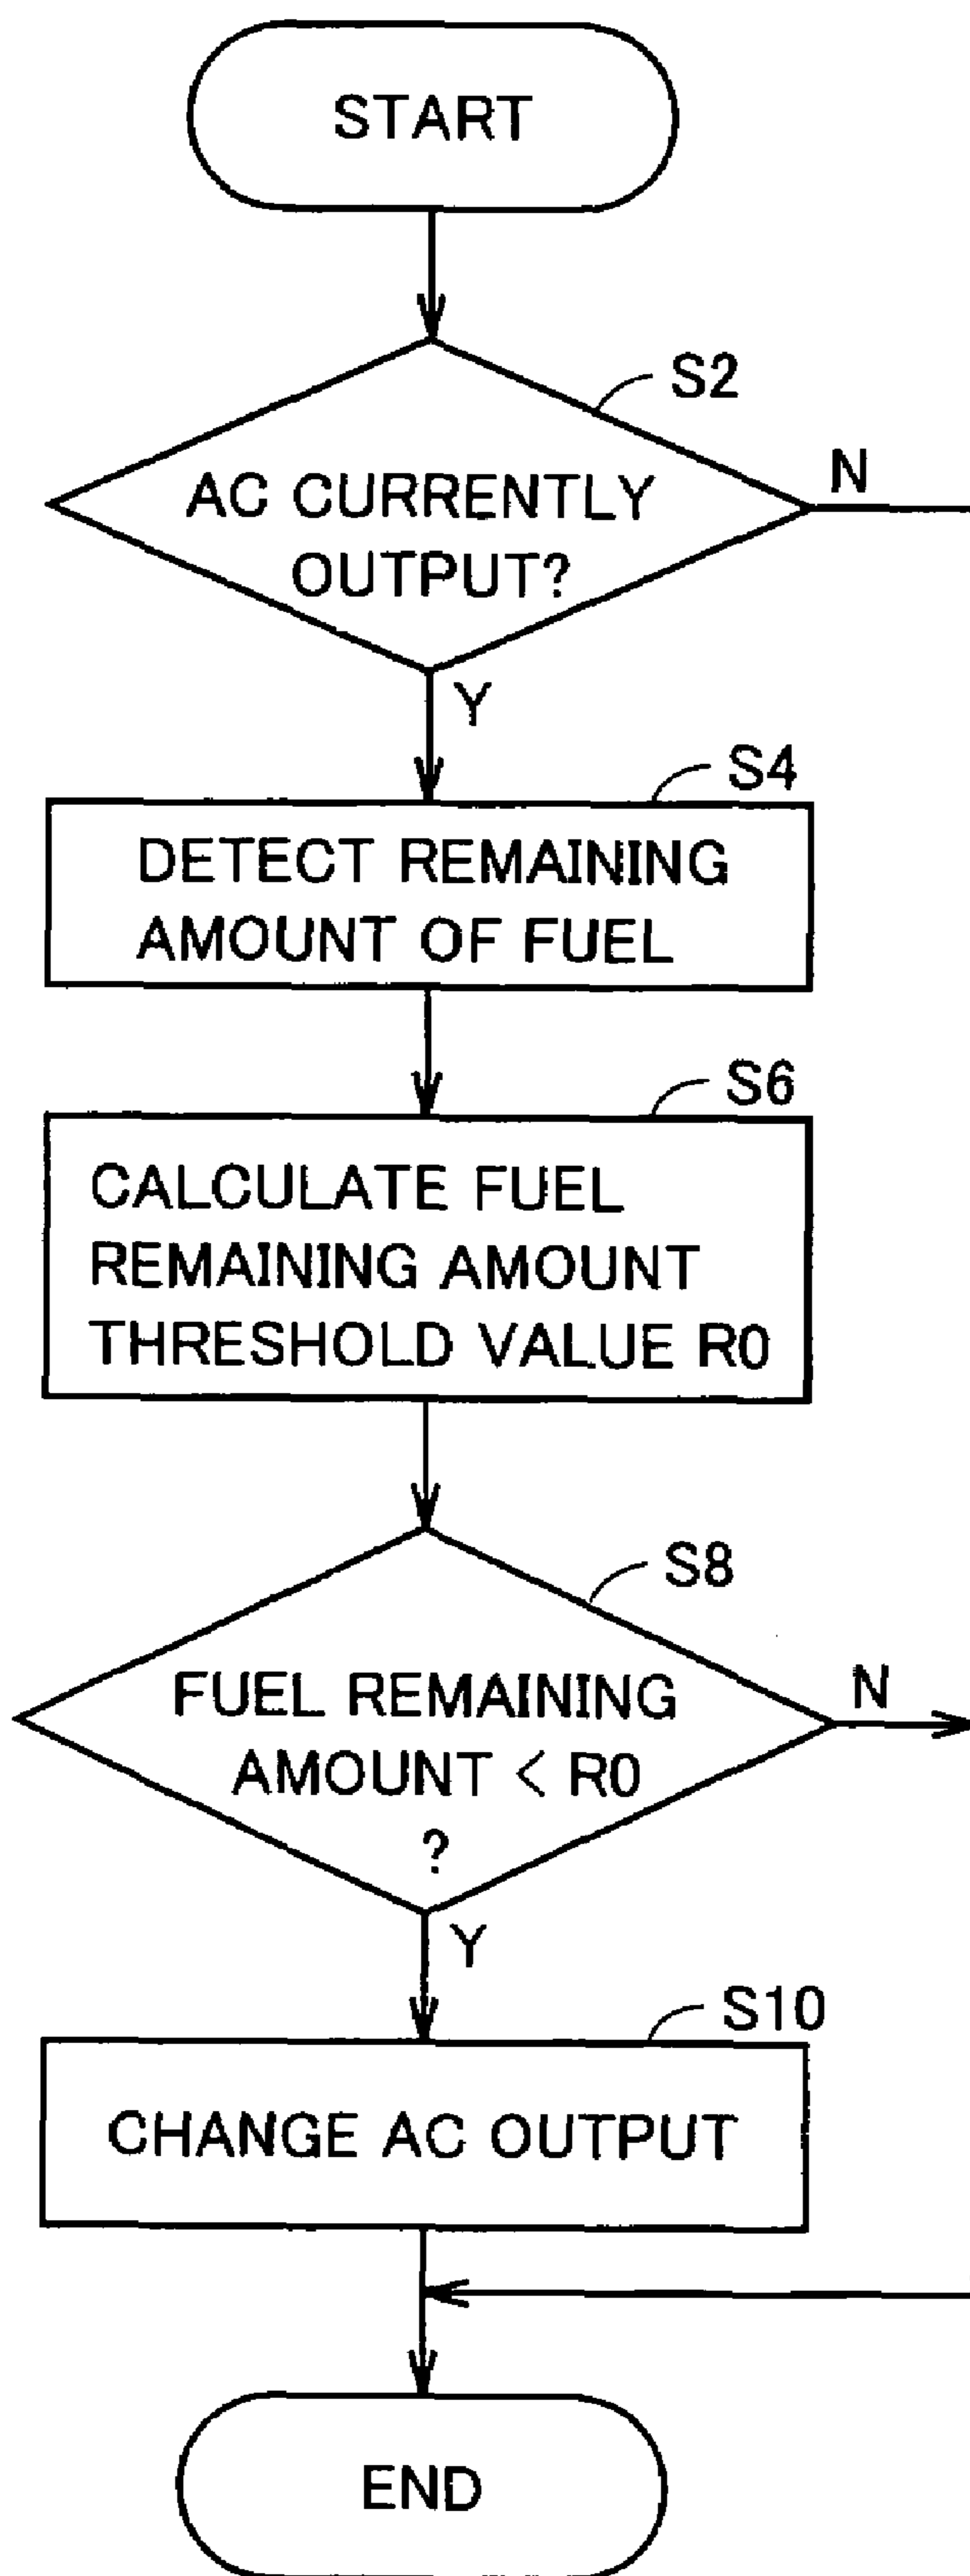 START
S2
AC CURRENTLY
OUTPUT?
N
Y
S4
DETECT REMAINING
AMOUNT OF FUEL
S6
CALCULATE FUEL
REMAINING AMOUNT
THRESHOLD VALUE R0
S8
FUEL REMAINING
AMOUNT < R0
?
N
Y
S10
CHANGE AC OUTPUT
END